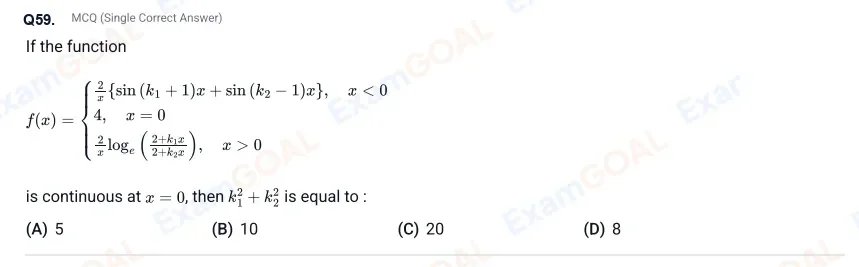 Q59. MCQ (Single Correct Answer)
If the function
f(x) = { 2/x {sin (k₁ + 1)x + sin (k₂ − 1)x}, x < 0
4, x = 0
2/x logₑ ( 2+k₁x / 2+k₂x ), x > 0
is continuous at x = 0, then k₁² + k₂² is equal to :
(A) 5 (B) 10 (C) 20 (D) 8
ExamGOAL